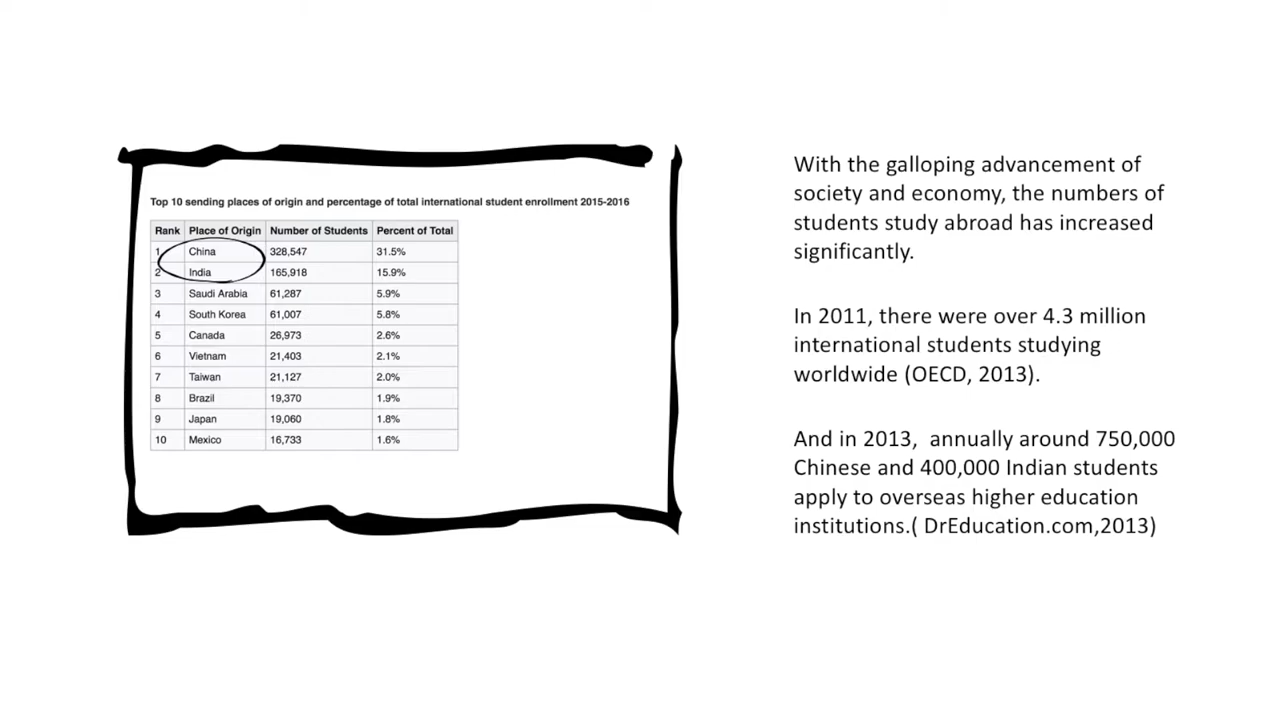 Top 10 sending places of origin and percentage of total international student enrollment 2015-2016
Rank Place of Origin Number of Students Percent of Total
1 China 328,547 31.5%
2 India 165,918 15.9%
3 Saudi Arabia 61,287 5.9%
4 South Korea 61,007 5.8%
5 Canada 26,973 2.6%
6 Vietnam 21,403 2.1%
7 Taiwan 21,127 2.0%
8 Brazil 19,370 1.9%
9 Japan 19,060 1.8%
10 Mexico 16,733 1.6%
With the galloping advancement of
society and economy, the numbers of
students study abroad has increased
significantly.
In 2011, there were over 4.3 million
international students studying
worldwide (OECD, 2013).
And in 2013,  annually around 750,000
Chinese and 400,000 Indian students
apply to overseas higher education
institutions.( DrEducation.com,2013)